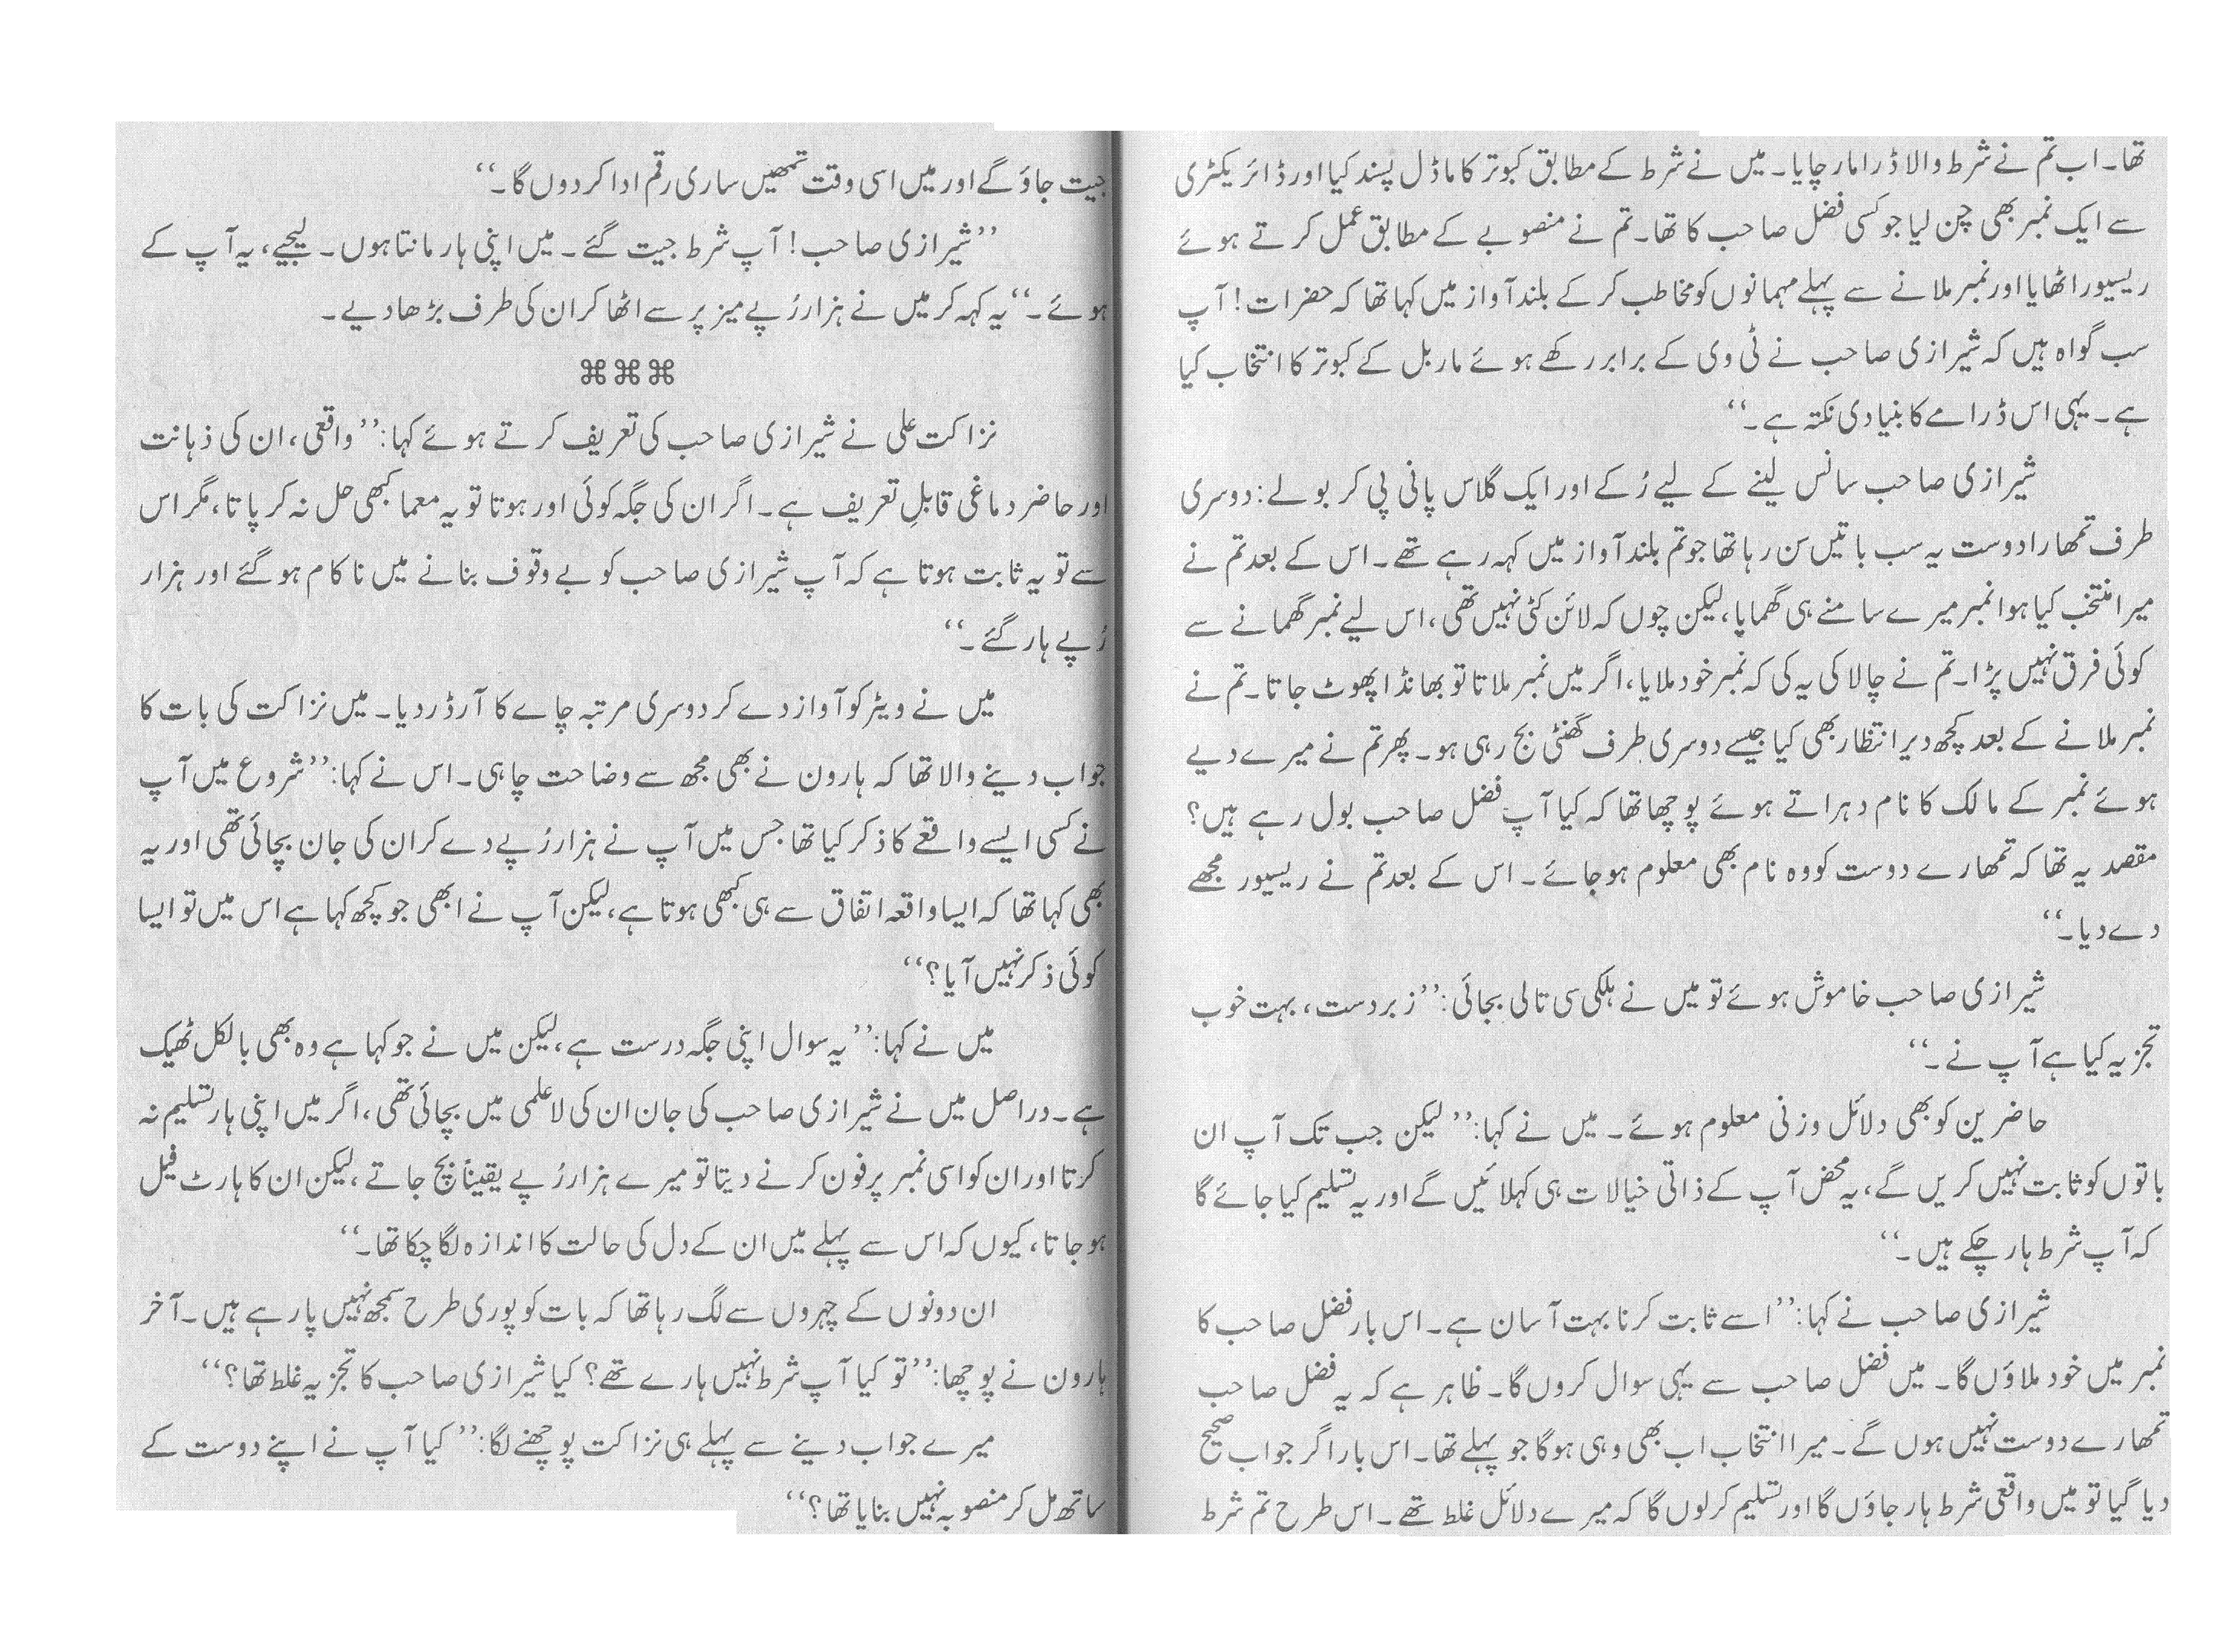 تھا۔ اب تم نے شرط والا ڈراما رچایا۔ میں نے شرط کے مطابق کبوتر کا ماڈل پسند کیا اور ڈائریکٹری
سے ایک نمبر بھی چن لیا جو کسی فضل صاحب کا تھا۔ تم نے منصوبے کے مطابق عمل کرتے ہوئے
ریسیور اٹھایا اور نمبر ملانے سے پہلے مہمانوں کو مخاطب کر کے بلند آواز میں کہا تھا کہ حضرات! آپ
سب گواہ ہیں کہ شیرازی صاحب نے ٹی وی کے برابر رکھے ہوئے ماربل کے کبوتر کا انتخاب کیا
ہے۔ یہی اس ڈرامے کا بنیادی نکتہ ہے۔‘‘
شیرازی صاحب سانس لینے کے لیے رُکے اور ایک گلاس پانی پی کر بولے: دوسری
طرف تمھارا دوست یہ سب باتیں سن رہا تھا جو تم بلند آواز میں کہہ رہے تھے۔ اس کے بعد تم نے
میرا منتخب کیا ہوا نمبر میرے سامنے ہی گھمایا، لیکن چوں کہ لائن کٹی نہیں تھی، اس لیے نمبر گھمانے سے
کوئی فرق نہیں پڑا۔ تم نے چالاکی یہ کی کہ نمبر خود ملایا، اگر میں نمبر ملاتا تو بھانڈا پھوٹ جاتا۔ تم نے
نمبر ملانے کے بعد کچھ دیر انتظار بھی کیا جیسے دوسری طرف گھنٹی بج رہی ہو۔ پھر تم نے میرے دیے
ہوئے نمبر کے مالک کا نام دہراتے ہوئے پوچھا تھا کہ کیا آپ فضل صاحب بول رہے ہیں؟
مقصد یہ تھا کہ تمھارے دوست کو وہ نام بھی معلوم ہو جائے۔ اس کے بعد تم نے ریسیور مجھے
دے دیا۔‘‘
شیرازی صاحب خاموش ہوئے تو میں نے ہلکی سی تالی بجائی: ’’زبردست، بہت خوب
تجزیہ کیا ہے آپ نے۔‘‘
حاضرین کو بھی دلائل وزنی معلوم ہوئے۔ میں نے کہا: ’’لیکن جب تک آپ ان
باتوں کو ثابت نہیں کریں گے، یہ محض آپ کے ذاتی خیالات ہی کہلائیں گے اور یہ تسلیم کیا جائے گا
کہ آپ شرط ہار چکے ہیں۔‘‘
شیرازی صاحب نے کہا: ’’اسے ثابت کرنا بہت آسان ہے۔ اس بار فضل صاحب کا
نمبر میں خود ملاؤں گا۔ میں فضل صاحب سے یہی سوال کروں گا۔ ظاہر ہے کہ یہ فضل صاحب
تمھارے دوست نہیں ہوں گے۔ میرا انتخاب اب بھی وہی ہوگا جو پہلے تھا۔ اس بار اگر جواب صحیح
دیا گیا تو میں واقعی شرط ہار جاؤں گا اور تسلیم کرلوں گا کہ میرے دلائل غلط تھے۔ اس طرح تم شرط
جیت جاؤ گے اور میں اسی وقت تمھیں ساری رقم ادا کر دوں گا۔‘‘
’’شیرازی صاحب! آپ شرط جیت گئے۔ میں اپنی ہار مانتا ہوں۔ لیجیے، یہ آپ کے
ہوئے۔‘‘ یہ کہہ کر میں نے ہزار رُپے میز پر سے اٹھا کر ان کی طرف بڑھا دیے۔
⌘⌘⌘
نزاکت علی نے شیرازی صاحب کی تعریف کرتے ہوئے کہا: ’’واقعی، ان کی ذہانت
اور حاضر دماغی قابلِ تعریف ہے۔ اگر ان کی جگہ کوئی اور ہوتا تو یہ معما کبھی حل نہ کر پاتا، مگر اس
سے تو یہ ثابت ہوتا ہے کہ آپ شیرازی صاحب کو بے وقوف بنانے میں ناکام ہوگئے اور ہزار
رُپے ہار گئے۔‘‘
میں نے ویٹر کو آواز دے کر دوسری مرتبہ چاے کا آرڈر دیا۔ میں نزاکت کی بات کا
جواب دینے والا تھا کہ ہارون نے بھی مجھ سے وضاحت چاہی۔ اس نے کہا: ’’شروع میں آپ
نے کسی ایسے واقعے کا ذکر کیا تھا جس میں آپ نے ہزار رُپے دے کر ان کی جان بچائی تھی اور یہ
بھی کہا تھا کہ ایسا واقعہ اتفاق سے ہی کبھی ہوتا ہے، لیکن آپ نے ابھی جو کچھ کہا ہے اس میں تو ایسا
کوئی ذکر نہیں آیا؟‘‘
میں نے کہا: ’’یہ سوال اپنی جگہ درست ہے، لیکن میں نے جو کہا ہے وہ بھی بالکل ٹھیک
ہے۔ دراصل میں نے شیرازی صاحب کی جان ان کی لاعلمی میں بچائی تھی، اگر میں اپنی ہار تسلیم نہ
کرتا اور ان کو اسی نمبر پر فون کرنے دیتا تو میرے ہزار رُپے یقیناً بچ جاتے، لیکن ان کا ہارٹ فیل
ہو جاتا، کیوں کہ اس سے پہلے میں ان کے دل کی حالت کا اندازہ لگا چکا تھا۔‘‘
ان دونوں کے چہروں سے لگ رہا تھا کہ بات کو پوری طرح سمجھ نہیں پارہے ہیں۔ آخر
ہارون نے پوچھا: ’’تو کیا آپ شرط نہیں ہارے تھے؟ کیا شیرازی صاحب کا تجزیہ غلط تھا؟‘‘
میرے جواب دینے سے پہلے ہی نزاکت پوچھنے لگا: ’’کیا آپ نے اپنے دوست کے
ساتھ مل کر منصوبہ نہیں بنایا تھا؟‘‘